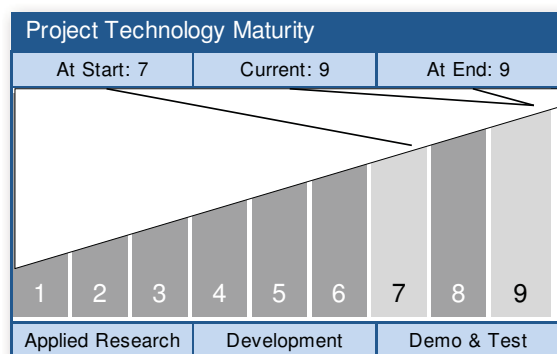 Project Technology Maturity
At Start: 7 Current: 9 At End: 9
1 2 3 4 5 6 7 8 9
Applied Research Development Demo & Test